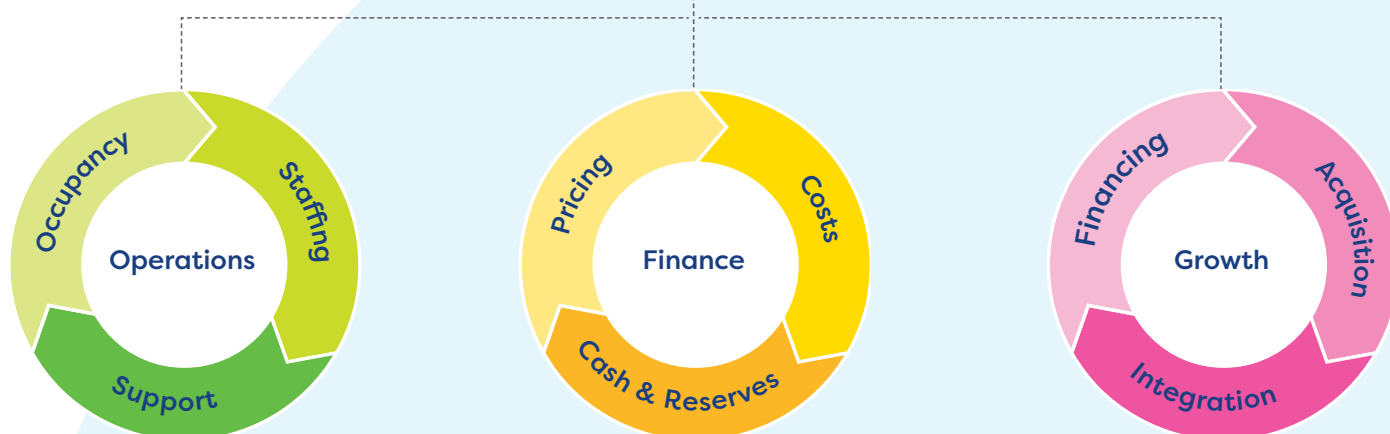 Occupancy
Staffing
Operations
Support
Pricing
Costs
Finance
Cash & Reserves
Financing
Acquisition
Growth
Integration